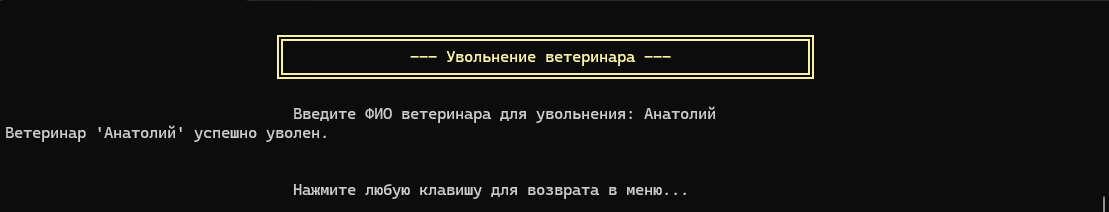 --- Увольнение ветеринара ---
Введите ФИО ветеринара для увольнения: Анатолий
Ветеринар 'Анатолий' успешно уволен.
Нажмите любую клавишу для возврата в меню...